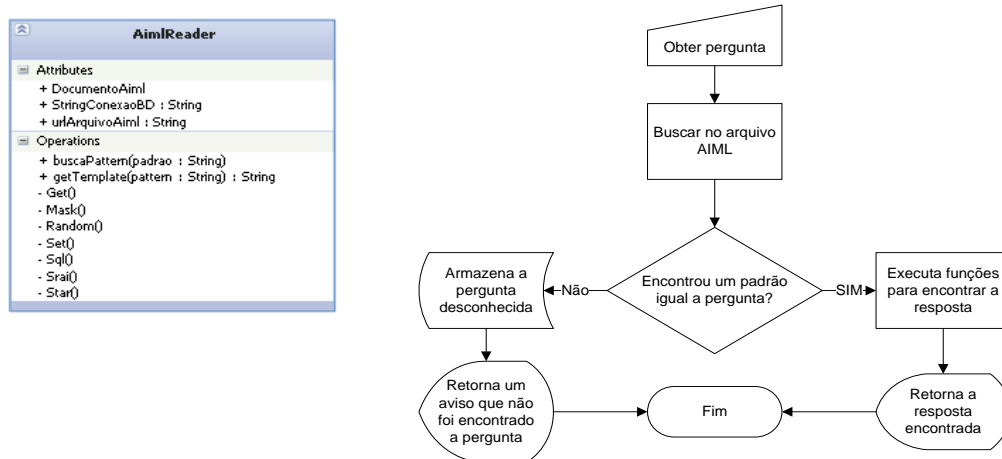 AimlReader
Attributes
+ DocumentoAiml
+ StringConexaoBD : String
+ urlArquivoAiml : String
Operations
+ buscaPattern(padrao : String)
+ getTemplate(pattern : String) : String
- Get()
- Mask()
- Random()
- Set()
- Sql()
- Srai()
- Star()
Obter pergunta
Buscar no arquivo
AIML
Encontrou um padrão
igual a pergunta?
Não
SIM
Armazena a
pergunta
desconhecida
Executa funções
para encontrar a
resposta
Retorna um
aviso que não
foi encontrado
a pergunta
Fim
Retorna a
resposta
encontrada